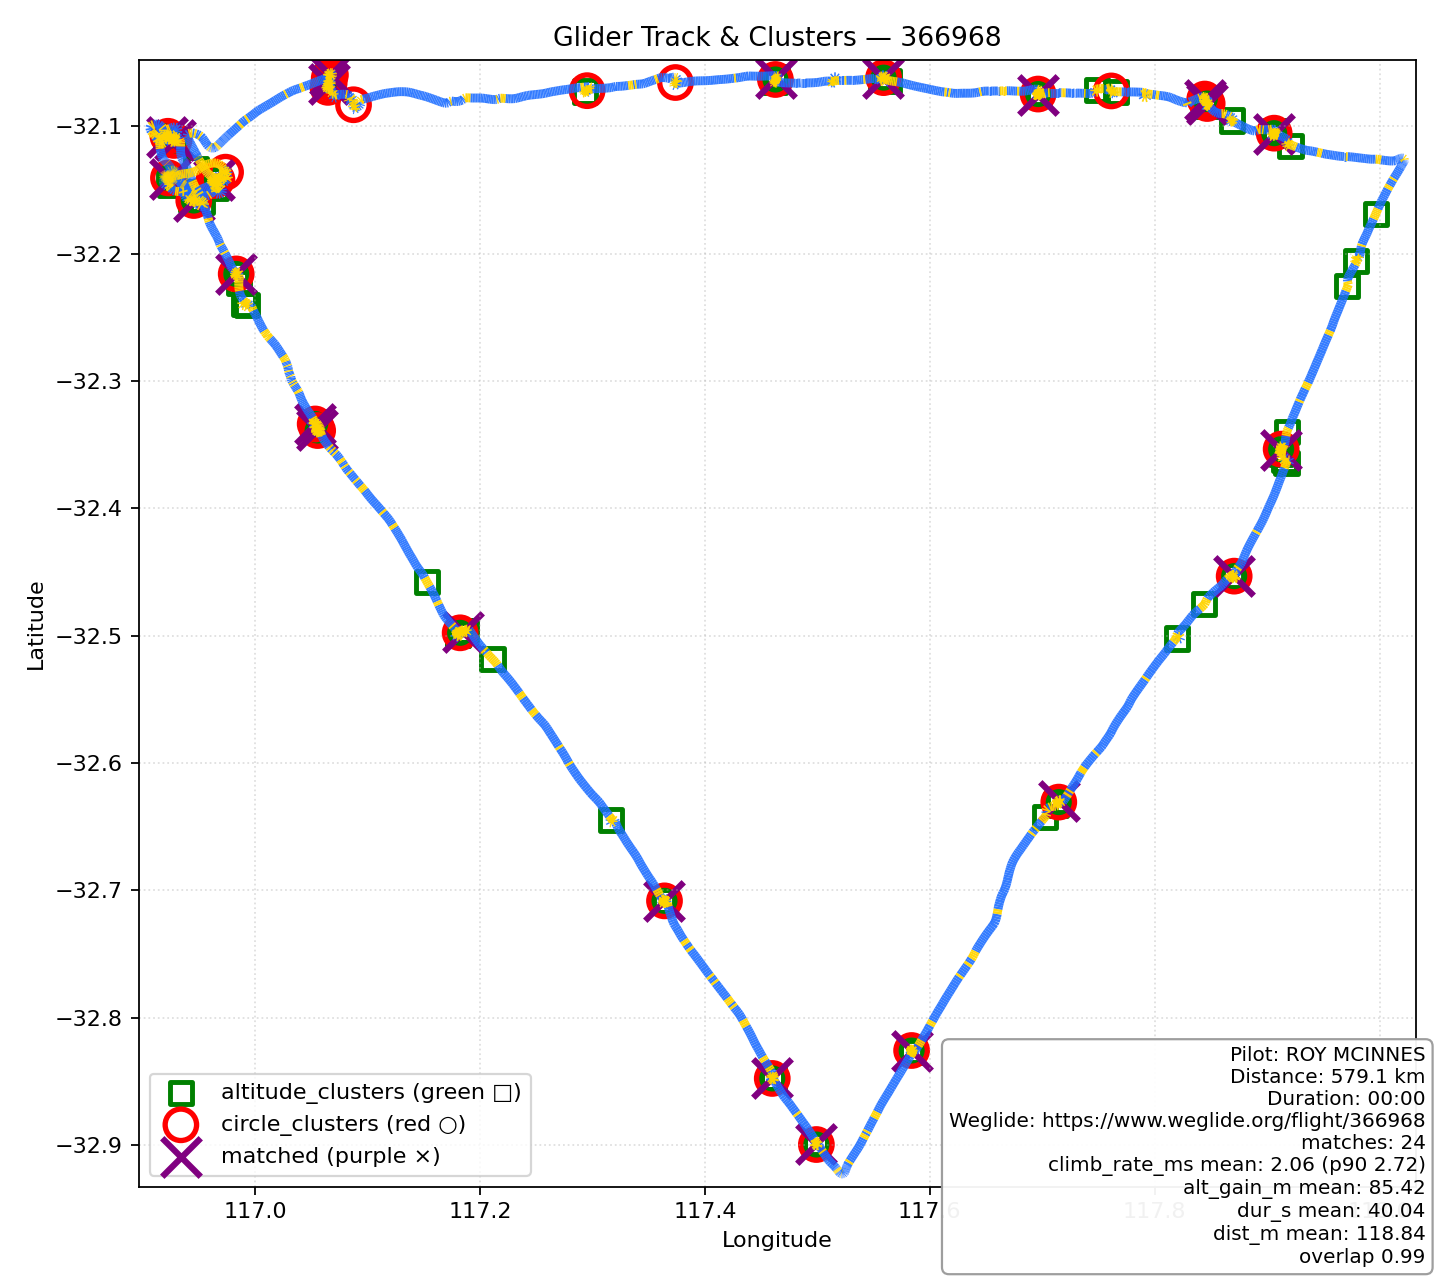 Glider Track & Clusters — 366968
Latitude
−32.1
−32.2
−32.3
−32.4
−32.5
−32.6
−32.7
−32.8
−32.9
altitude_clusters (green □)
circle_clusters (red ○)
matched (purple ×)
Pilot: ROY MCINNES
Distance: 579.1 km
Duration: 00:00
Weglide: https://www.weglide.org/flight/366968
matches: 24
climb_rate_ms mean: 2.06 (p90 2.72)
alt_gain_m mean: 85.42
dur_s mean: 40.04
dist_m mean: 118.84
overlap 0.99
117.0 117.2 117.4 117.6 117.8
Longitude